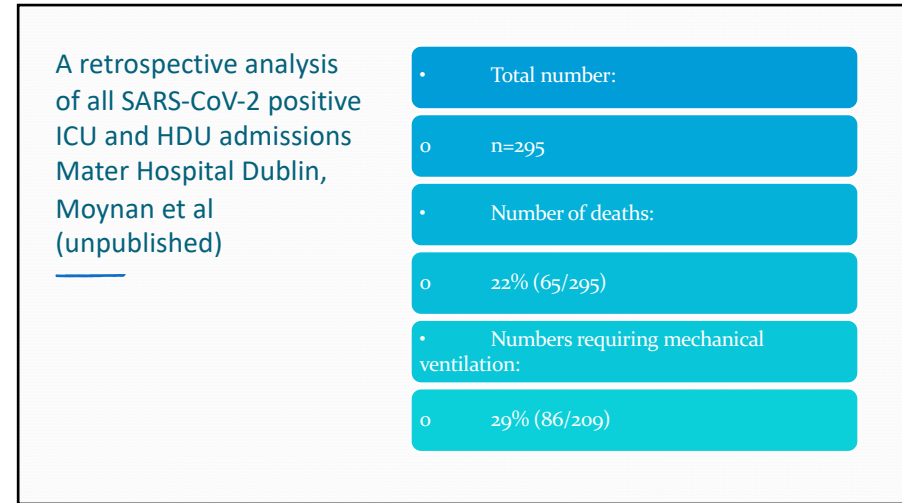 A retrospective analysis
of all SARS-CoV-2 positive
ICU and HDU admissions
Mater Hospital Dublin,
Moynan et al
(unpublished)
• Total number:
o n=295
• Number of deaths:
o 22% (65/295)
• Numbers requiring mechanical
ventilation:
o 29% (86/209)